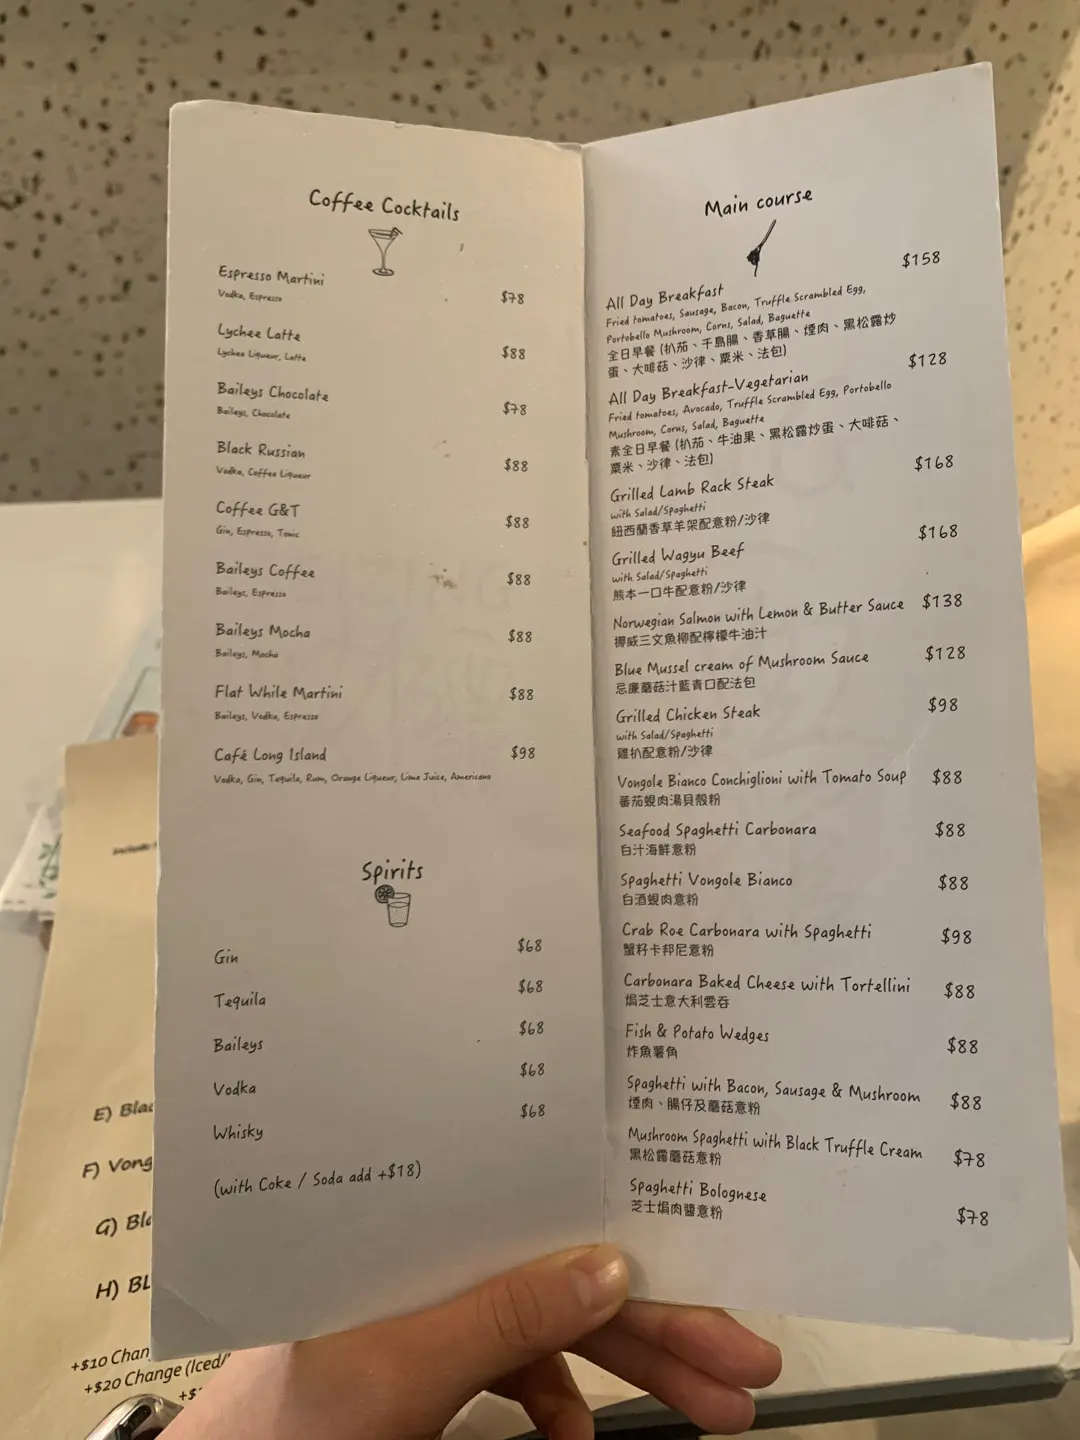 Coffee Cocktails
Espresso Martini $78
Vodka, Espresso
Lychee Latte $88
Lychee Liqueur, Latte
Baileys Chocolate $78
Baileys, Chocolate
Black Russian $88
Vodka, Coffee Liqueur
Coffee G&T $88
Gin, Espresso, Tonic
Baileys Coffee $88
Baileys, Espresso
Baileys Mocha $88
Baileys, Mocha
Flat While Martini $88
Baileys, Vodka, Espresso
Café Long Island $98
Vodka, Gin, Tequila, Rum, Orange Liqueur, Lime Juice, Americano
Spirits
Gin $68
Tequila $68
Baileys $68
Vodka $68
Whisky $68
(with Coke / Soda add +$18)
Main course
All Day Breakfast $158
Fried tomatoes, Sausage, Bacon, Truffle Scrambled Egg,
Portobello Mushroom, Corns, Salad, Baguette
全日早餐 (扒茄、千島腸、香草腸、煙肉、黑松露炒
蛋、大啡菇、沙律、粟米、法包)
All Day Breakfast-Vegetarian $128
Fried tomatoes, Avocado, Truffle Scrambled Egg, Portobello
Mushroom, Corns, Salad, Baguette
素全日早餐 (扒茄、牛油果、黑松露炒蛋、大啡菇、
粟米、沙律、法包)
Grilled Lamb Rack Steak $168
with Salad/Spaghetti
紐西蘭香草羊架配意粉/沙律
Grilled Wagyu Beef $168
with Salad/Spaghetti
熊本一口牛配意粉/沙律
Norwegian Salmon with Lemon & Butter Sauce $138
挪威三文魚柳配檸檬牛油汁
Blue Mussel cream of Mushroom Sauce $128
忌廉蘑菇汁藍青口配法包
Grilled Chicken Steak $98
with Salad/Spaghetti
雞扒配意粉/沙律
Vongole Bianco Conchiglioni with Tomato Soup $88
蕃茄蜆肉湯貝殼粉
Seafood Spaghetti Carbonara $88
白汁海鮮意粉
Spaghetti Vongole Bianco $88
白酒蜆肉意粉
Crab Roe Carbonara with Spaghetti $98
蟹籽卡邦尼意粉
Carbonara Baked Cheese with Tortellini $88
焗芝士意大利雲吞
Fish & Potato Wedges $88
炸魚薯角
Spaghetti with Bacon, Sausage & Mushroom $88
煙肉、腸仔及蘑菇意粉
Mushroom Spaghetti with Black Truffle Cream $78
黑松露蘑菇意粉
Spaghetti Bolognese $78
芝士焗肉醬意粉
E) Blac
F) Vong
G) Bl
H) BL
+$10 Chan
+$20 Change (Iced/
+$